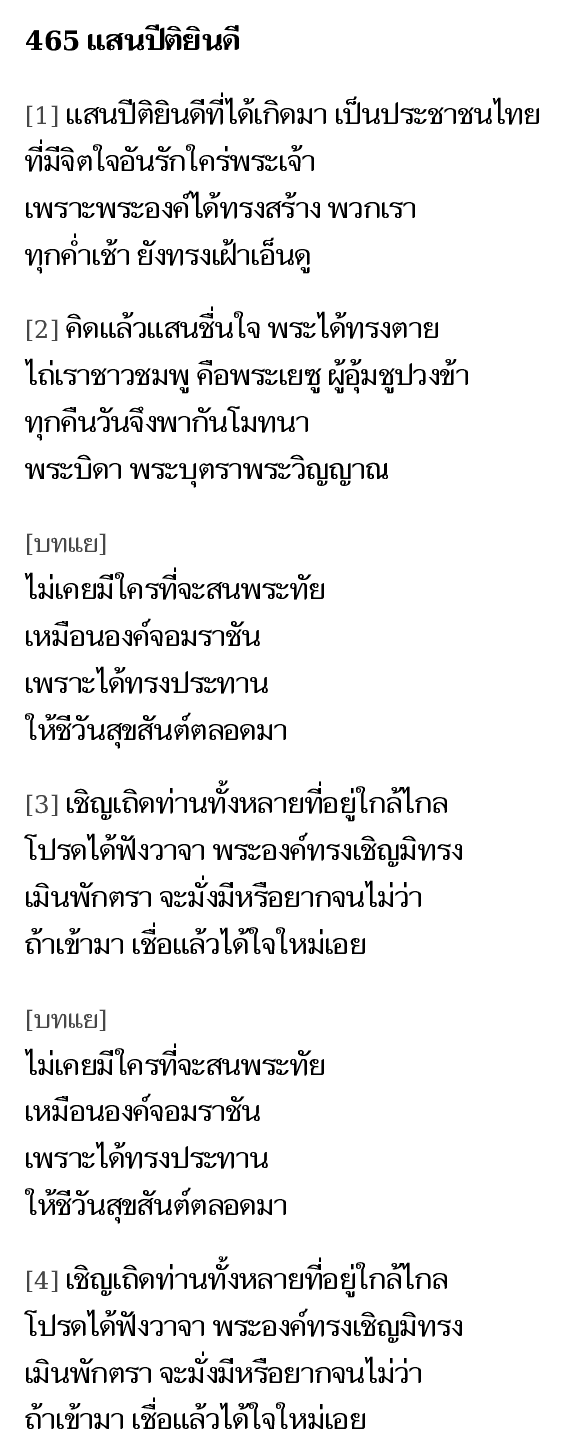 465 แสนปีติยินดี
[1] แสนปีติยินดีที่ได้เกิดมา เป็นประชาชนไทย
ที่มีจิตใจอันรักใคร่พระเจ้า
เพราะพระองค์ได้ทรงสร้าง พวกเรา
ทุกค่ำเช้า ยังทรงเฝ้าเอ็นดู
[2] คิดแล้วแสนชื่นใจ พระได้ทรงตาย
ไถ่เราชาวชมพู คือพระเยซู ผู้อุ้มชูปวงข้า
ทุกคืนวันจึงพากันโมทนา
พระบิดา พระบุตราพระวิญญาณ
[บทแย]
ไม่เคยมีใครที่จะสนพระทัย
เหมือนองค์จอมราชัน
เพราะได้ทรงประทาน
ให้ชีวันสุขสันต์ตลอดมา
[3] เชิญเถิดท่านทั้งหลายที่อยู่ใกล้ไกล
โปรดได้ฟังวาจา พระองค์ทรงเชิญมิทรง
เมินพักตรา จะมั่งมีหรือยากจนไม่ว่า
ถ้าเข้ามา เชื่อแล้วได้ใจใหม่เอย
[บทแย]
ไม่เคยมีใครที่จะสนพระทัย
เหมือนองค์จอมราชัน
เพราะได้ทรงประทาน
ให้ชีวันสุขสันต์ตลอดมา
[4] เชิญเถิดท่านทั้งหลายที่อยู่ใกล้ไกล
โปรดได้ฟังวาจา พระองค์ทรงเชิญมิทรง
เมินพักตรา จะมั่งมีหรือยากจนไม่ว่า
ถ้าเข้ามา เชื่อแล้วได้ใจใหม่เอย